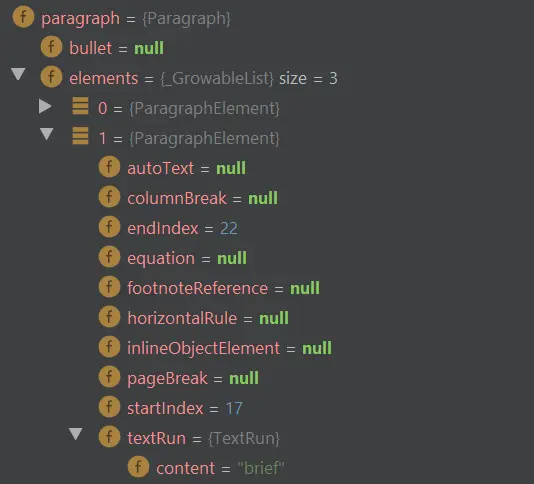 f paragraph = {Paragraph}
f bullet = null
f elements = {_GrowableList} size = 3
0 = {ParagraphElement}
1 = {ParagraphElement}
f autoText = null
f columnBreak = null
f endIndex = 22
f equation = null
f footnoteReference = null
f horizontalRule = null
f inlineObjectElement = null
f pageBreak = null
f startIndex = 17
f textRun = {TextRun}
f content = "brief"